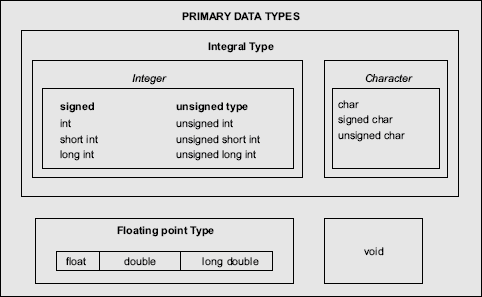 PRIMARY DATA TYPES
Integral Type
Integer
signed unsigned type
int unsigned int
short int unsigned short int
long int unsigned long int
Character
char
signed char
unsigned char
Floating point Type
float double long double
void